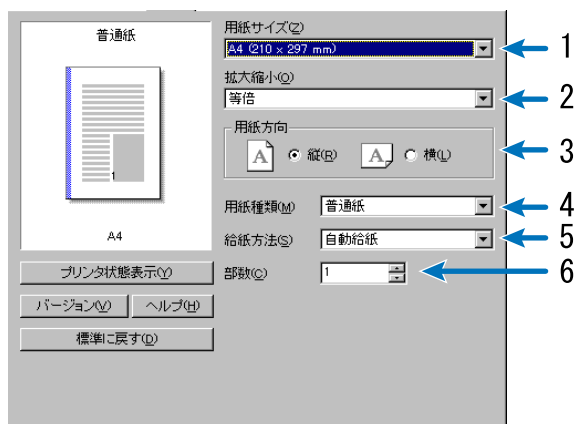 普通紙
1
A4
プリンタ状態表示(Y)
バージョン(V) ヘルプ(H)
標準に戻す(D)
用紙サイズ(Z)
A4 (210 × 297 mm)
1
拡大縮小(O)
等倍
2
用紙方向
A 縦(R) A 横(L)
3
用紙種類(M) 普通紙
4
給紙方法(S) 自動給紙
5
部数(C) 1
6